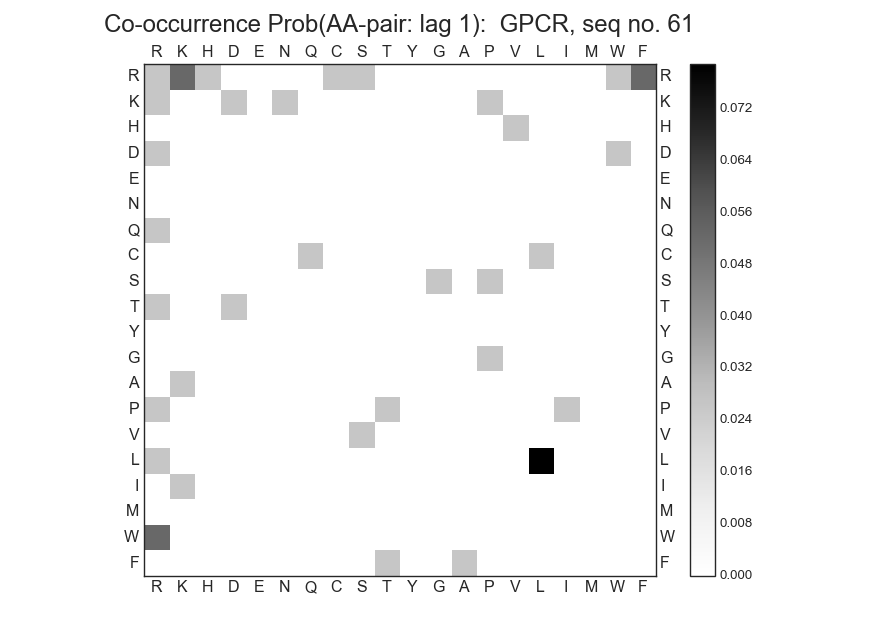 Co-occurrence Prob(AA-pair: lag 1):  GPCR, seq no. 61
R K H D E N Q C S T Y G A P V L I M W F
R R
K K
H H
D D
E E
N N
Q Q
C C
S S
T T
Y Y
G G
A A
P P
V V
L L
I I
M M
W W
F F
R K H D E N Q C S T Y G A P V L I M W F
0.072
0.064
0.056
0.048
0.040
0.032
0.024
0.016
0.008
0.000